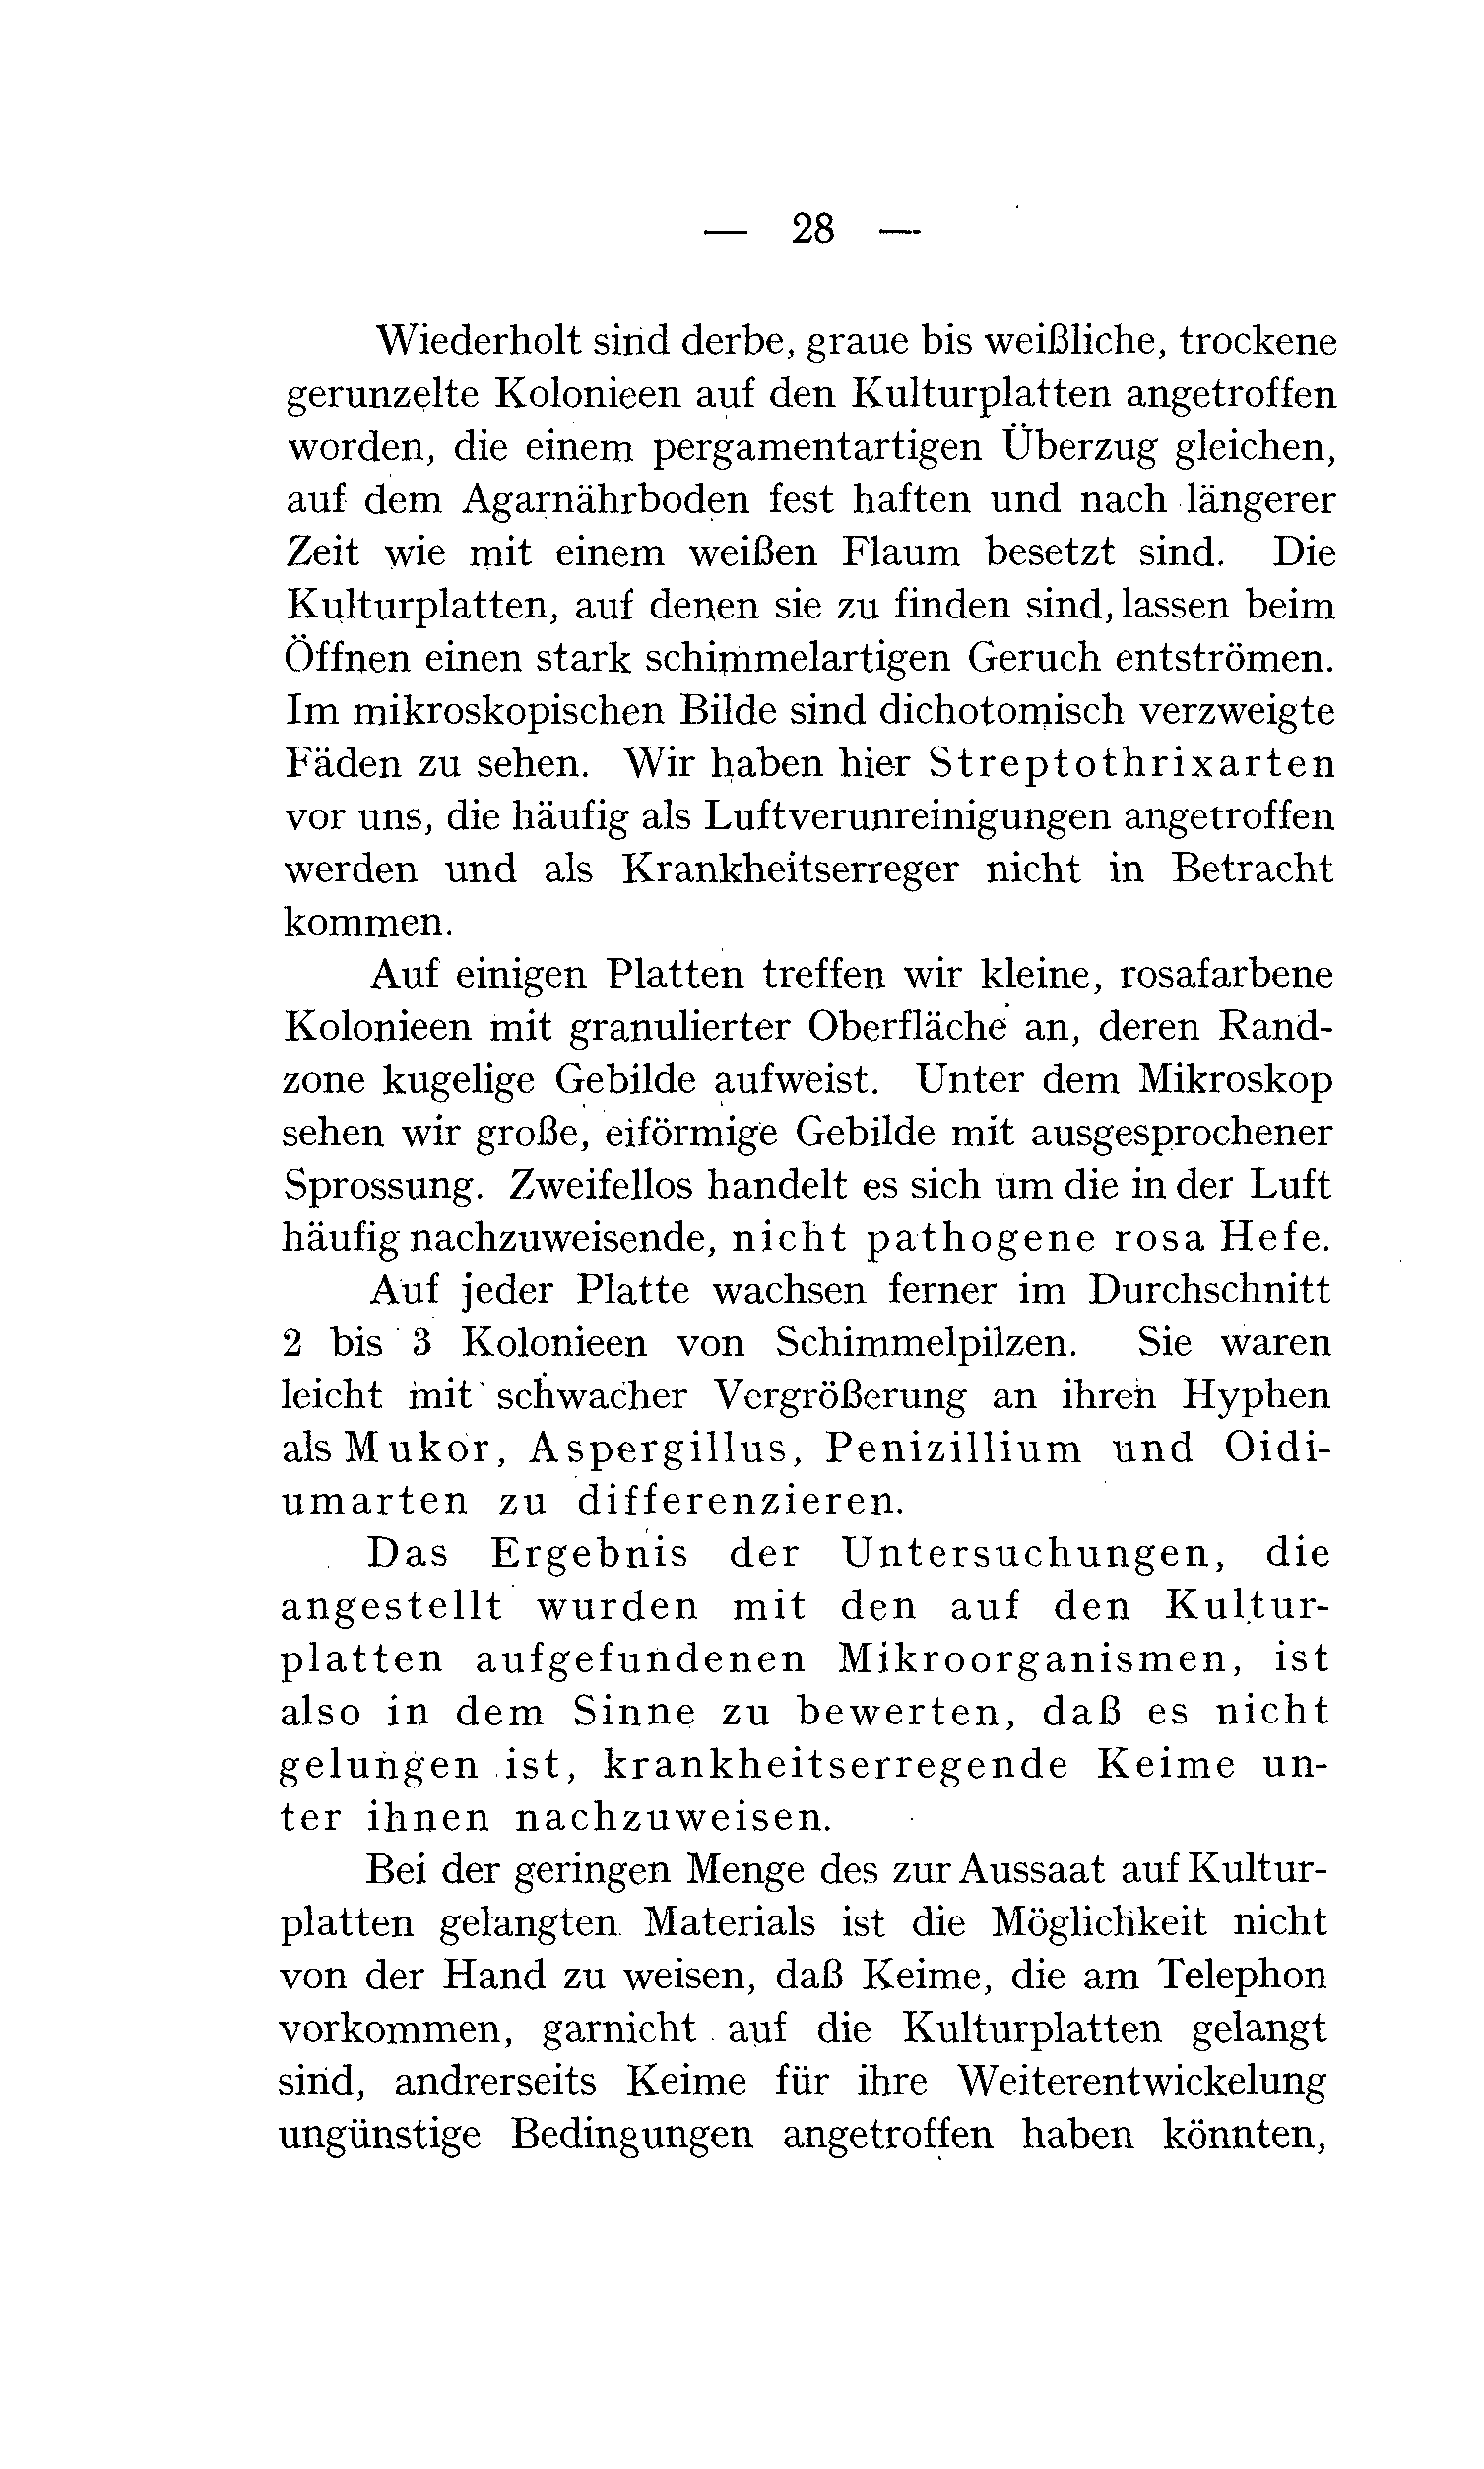 — 28 —
Wiederholt sind derbe, graue bis weißliche, trockene
gerunzelte Kolonieen auf den Kulturplatten angetroffen
worden, die einem pergamentartigen Überzug gleichen,
auf dem Agarnährboden fest haften und nach längerer
Zeit wie mit einem weißen Flaum besetzt sind. Die
Kulturplatten, auf denen sie zu finden sind, lassen beim
Öffnen einen stark schimmelartigen Geruch entströmen.
Im mikroskopischen Bilde sind dichotomisch verzweigte
Fäden zu sehen. Wir haben hier Streptothrixarten
vor uns, die häufig als Luftverunreinigungen angetroffen
werden und als Krankheitserreger nicht in Betracht
kommen.
Auf einigen Platten treffen wir kleine, rosafarbene
Kolonieen mit granulierter Oberfläche an, deren Rand-
zone kugelige Gebilde aufweist. Unter dem Mikroskop
sehen wir große, eiförmige Gebilde mit ausgesprochener
Sprossung. Zweifellos handelt es sich um die in der Luft
häufig nachzuweisende, nicht pathogene rosa Hefe.
Auf jeder Platte wachsen ferner im Durchschnitt
2 bis 3 Kolonieen von Schimmelpilzen. Sie waren
leicht mit schwacher Vergrößerung an ihren Hyphen
als Mukor, Aspergillus, Penizillium und Oidi-
umarten zu differenzieren.
Das Ergebnis der Untersuchungen, die
angestellt wurden mit den auf den Kultur-
platten aufgefundenen Mikroorganismen, ist
also in dem Sinne zu bewerten, daß es nicht
gelungen ist, krankheitserregende Keime un-
ter ihnen nachzuweisen.
Bei der geringen Menge des zur Aussaat auf Kultur-
platten gelangten Materials ist die Möglichkeit nicht
von der Hand zu weisen, daß Keime, die am Telephon
vorkommen, garnicht auf die Kulturplatten gelangt
sind, andrerseits Keime für ihre Weiterentwickelung
ungünstige Bedingungen angetroffen haben könnten,